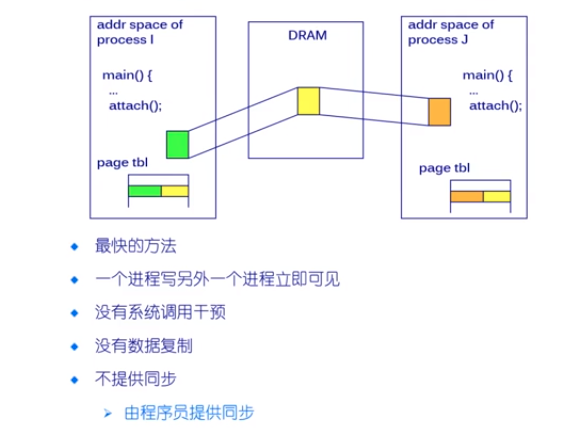 addr space of
process I
main() {
...
attach();
page tbl
DRAM
addr space of
process J
main() {
...
attach();
page tbl
最快的方法
一个进程写另外一个进程立即可见
没有系统调用干预
没有数据复制
不提供同步
由程序员提供同步